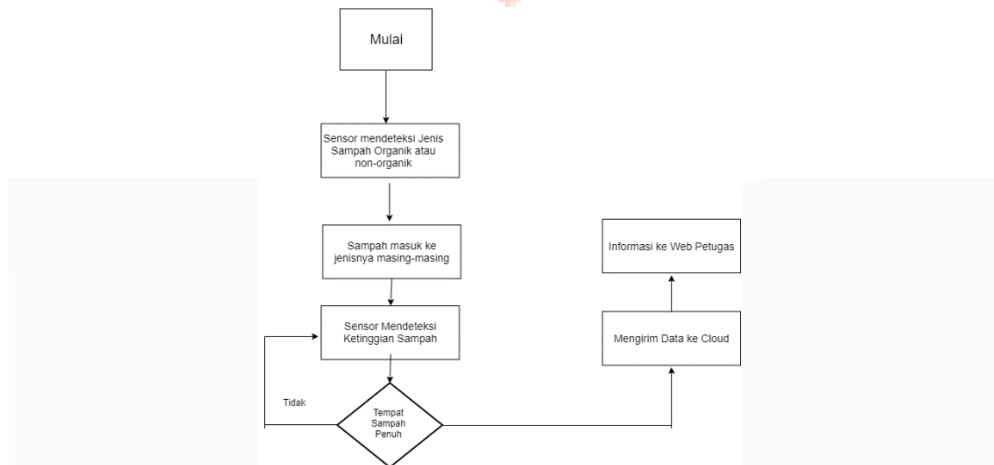 Mulai
Sensor mendeteksi Jenis
Sampah Organik atau
non-organik
Sampah masuk ke
jenisnya masing-masing
Sensor Mendeteksi
Ketinggian Sampah
Tidak
Tempat
Sampah
Penuh
Informasi ke Web Petugas
Mengirim Data ke Cloud